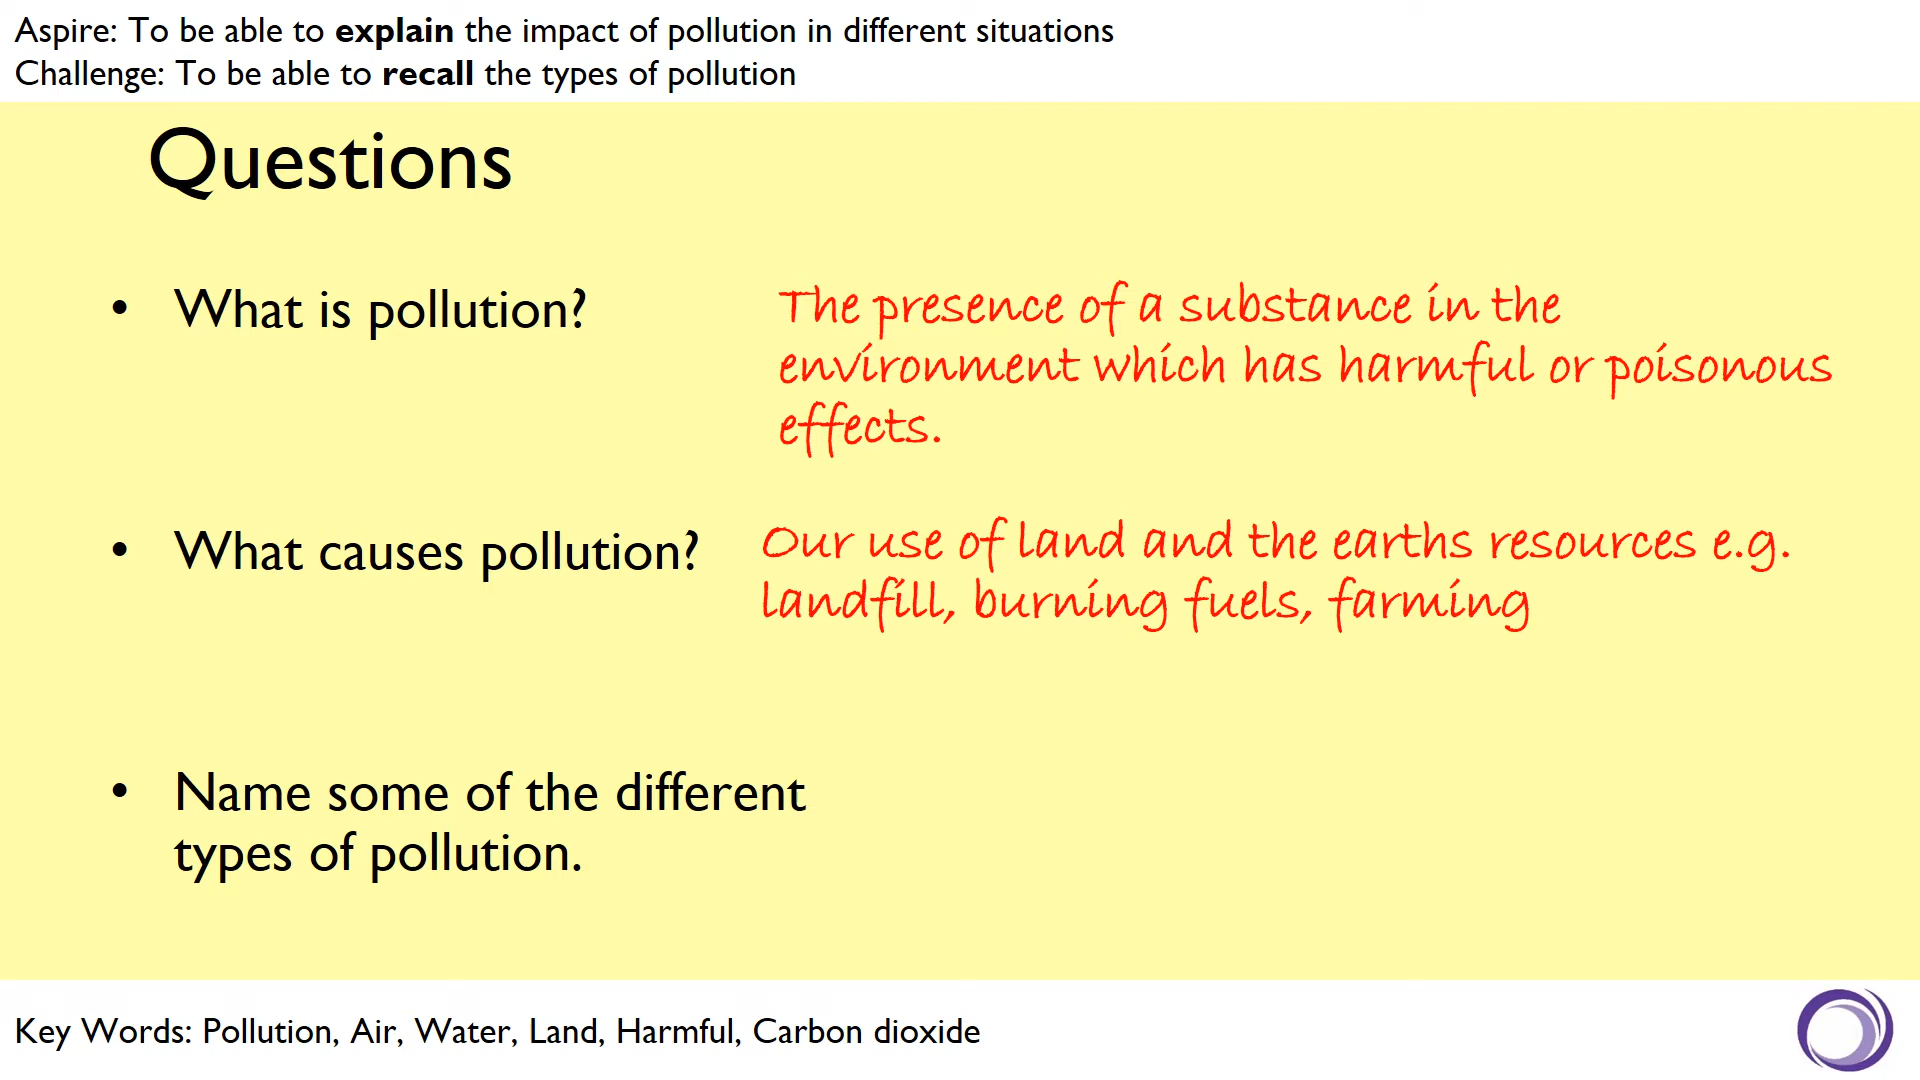 Aspire: To be able to explain the impact of pollution in different situations
Challenge: To be able to recall the types of pollution
Questions
• What is pollution?
The presence of a substance in the
environment which has harmful or poisonous
effects.
• What causes pollution?
Our use of land and the earths resources e.g.
landfill, burning fuels, farming
• Name some of the different
types of pollution.
Key Words: Pollution, Air, Water, Land, Harmful, Carbon dioxide